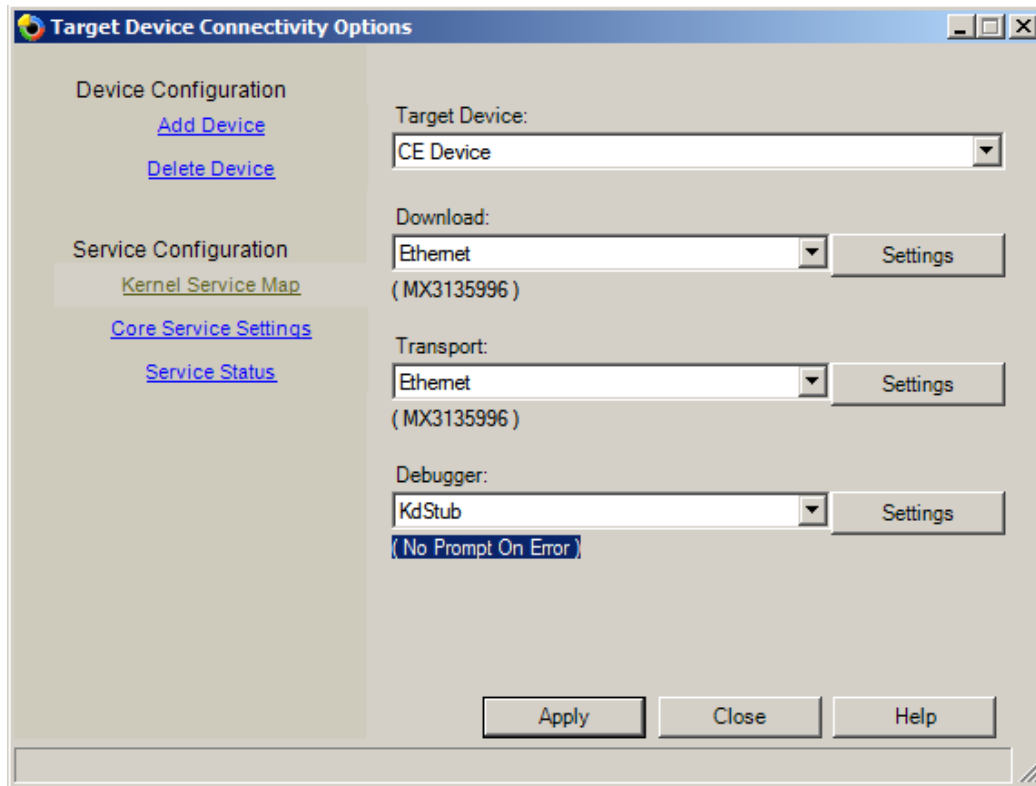 Target Device Connectivity Options
Device Configuration
Add Device
Delete Device
Service Configuration
Kernel Service Map
Core Service Settings
Service Status
Target Device:
CE Device
Download:
Ethernet
Settings
( MX3135996 )
Transport:
Ethernet
Settings
( MX3135996 )
Debugger:
KdStub
Settings
( No Prompt On Error )
Apply Close Help